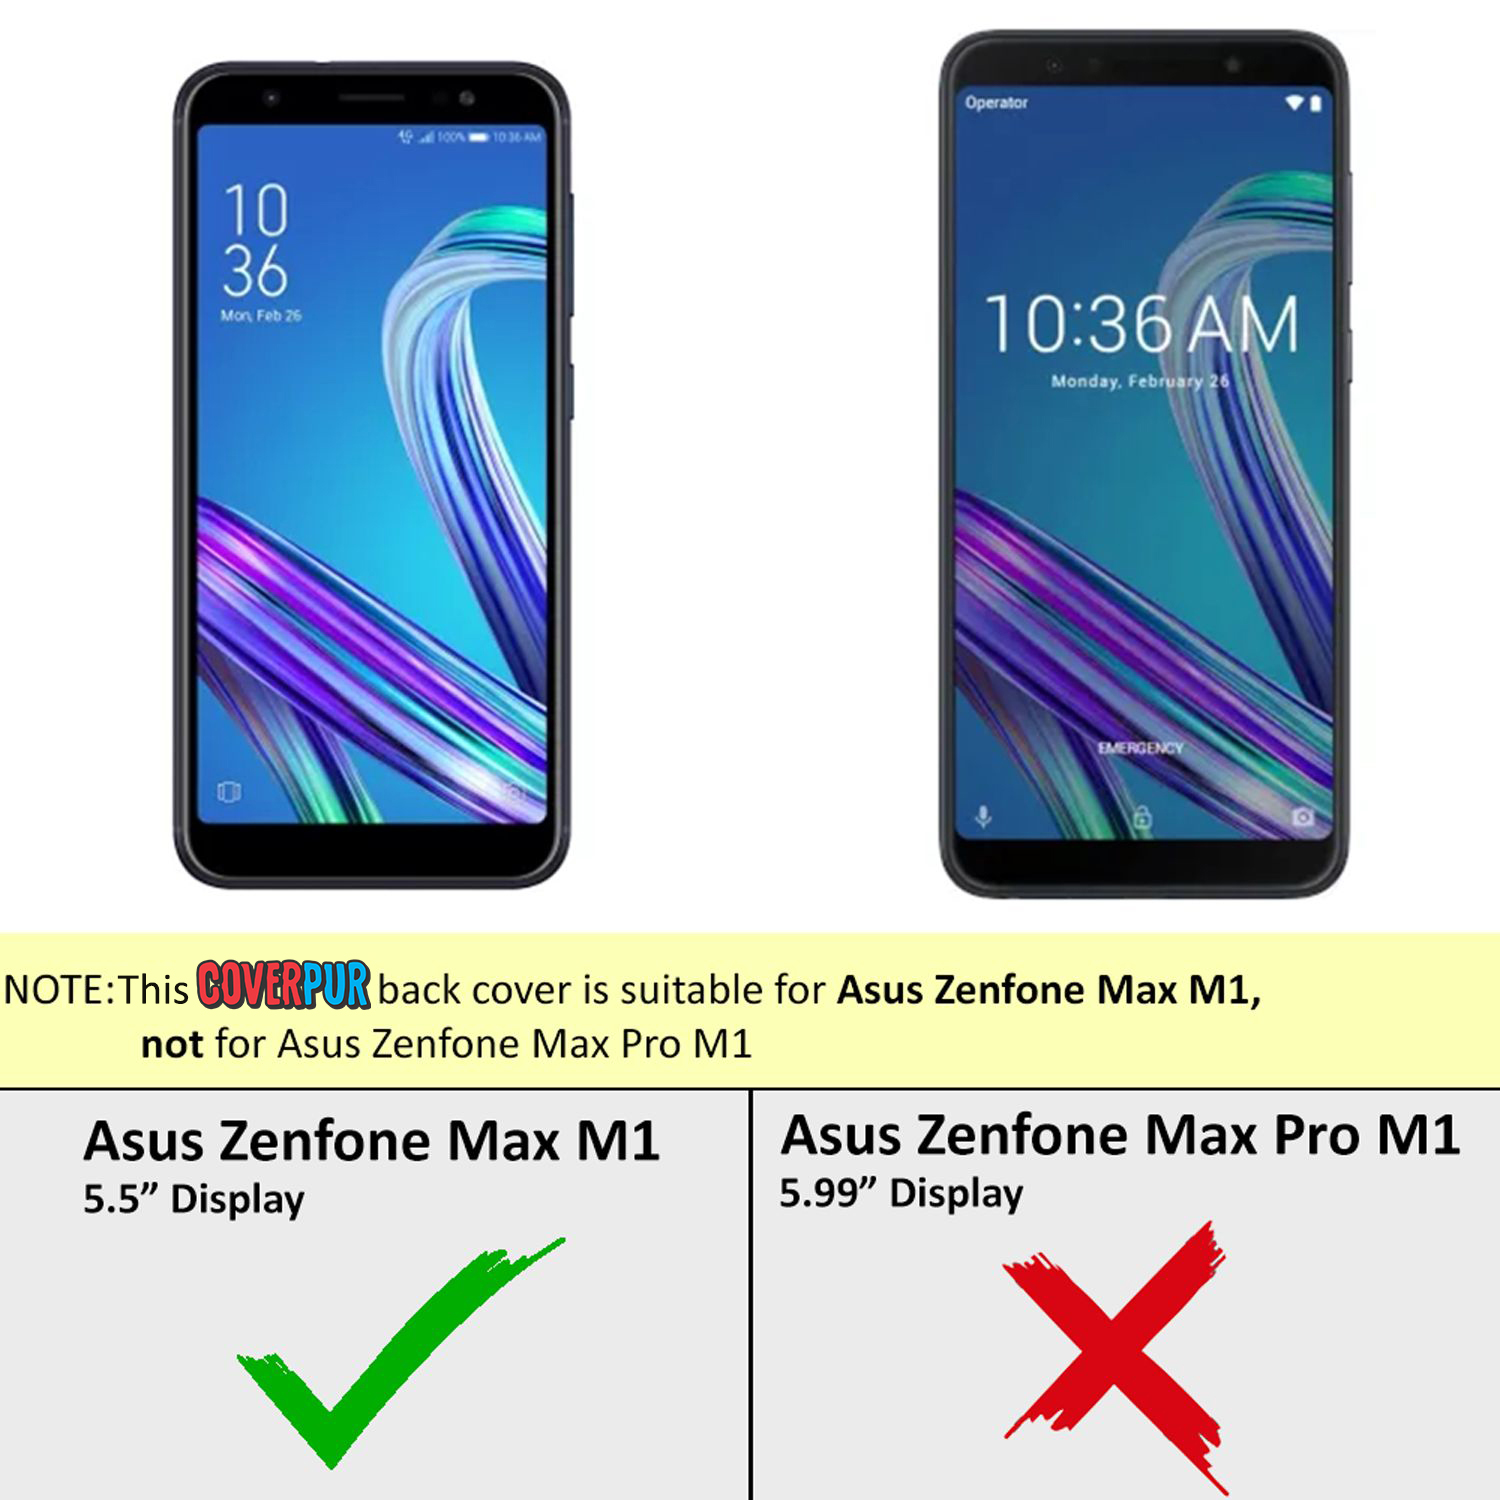 4G 100% 10:36 AM
10
36
Mon, Feb 26
Operator
10:36 AM
Monday, February 26
EMERGENCY
NOTE:This COVERPUR back cover is suitable for Asus Zenfone Max M1,
not for Asus Zenfone Max Pro M1
Asus Zenfone Max M1
5.5” Display
Asus Zenfone Max Pro M1
5.99” Display